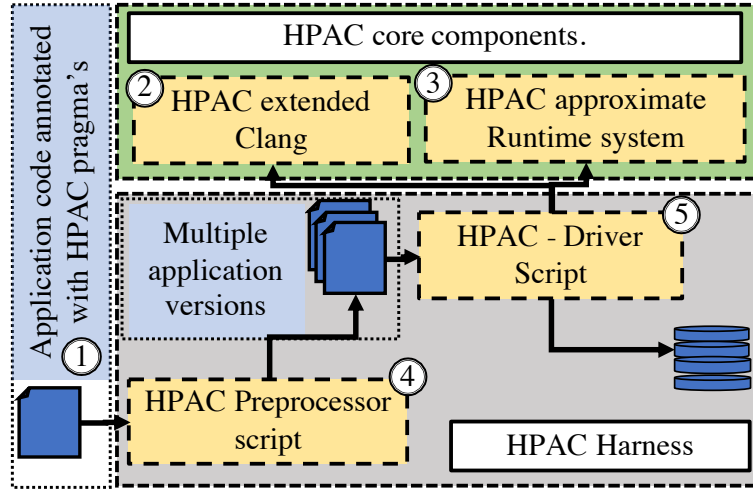 HPAC core components.
2
HPAC extended
Clang
3
HPAC approximate
Runtime system
Application code annotated
with HPAC pragma's
1
Multiple
application
versions
5
HPAC - Driver
Script
4
HPAC Preprocessor
script
HPAC Harness